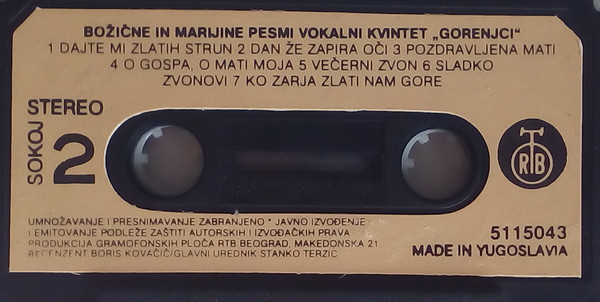 BOŽIČNE IN MARIJINE PESMI VOKALNI KVINTET „GORENJCI“
1 DAJTE MI ZLATIH STRUN 2 DAN ŽE ZAPIRA OČI 3 POZDRAVLJENA MATI
4 O GOSPA, O MATI MOJA 5 VEČERNI ZVON 6 SLADKO
ZVONOVI 7 KO ZARJA ZLATI NAM GORE
STEREO
SOKOJ
2
RTB
UMNOŽAVANJE I PRESNIMAVANJE ZABRANJENO * JAVNO IZVOĐENJE
I EMITOVANJE PODLEŽE ZAŠTITI AUTORSKIH I IZVOĐAČKIH PRAVA
PRODUKCIJA GRAMOFONSKIH PLOČA RTB BEOGRAD, MAKEDONSKA 21
RECENZENT BORIS KOVAČIČ/GLAVNI UREDNIK STANKO TERZIC
5115043
MADE IN YUGOSLAVIA